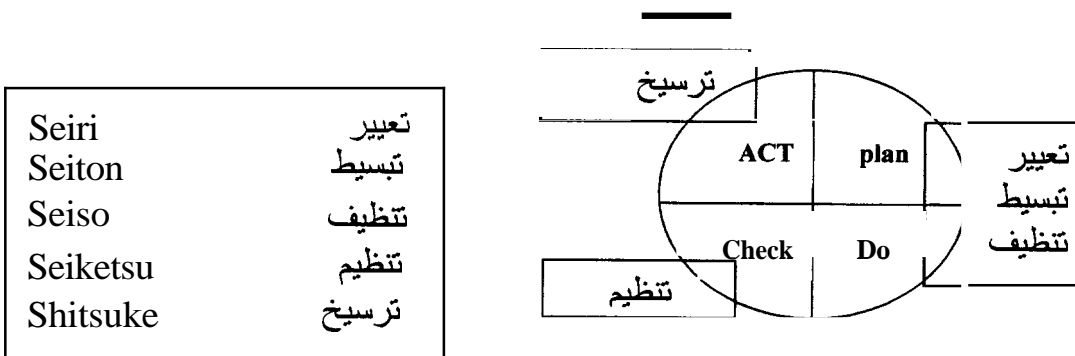 Seiri تعيير
Seiton تبسيط
Seiso تنظيف
Seiketsu تنظيم
Shitsuke ترسيخ
ترسيخ
ACT plan
Check Do
تعيير
تبسيط
تنظيف
تنظيم